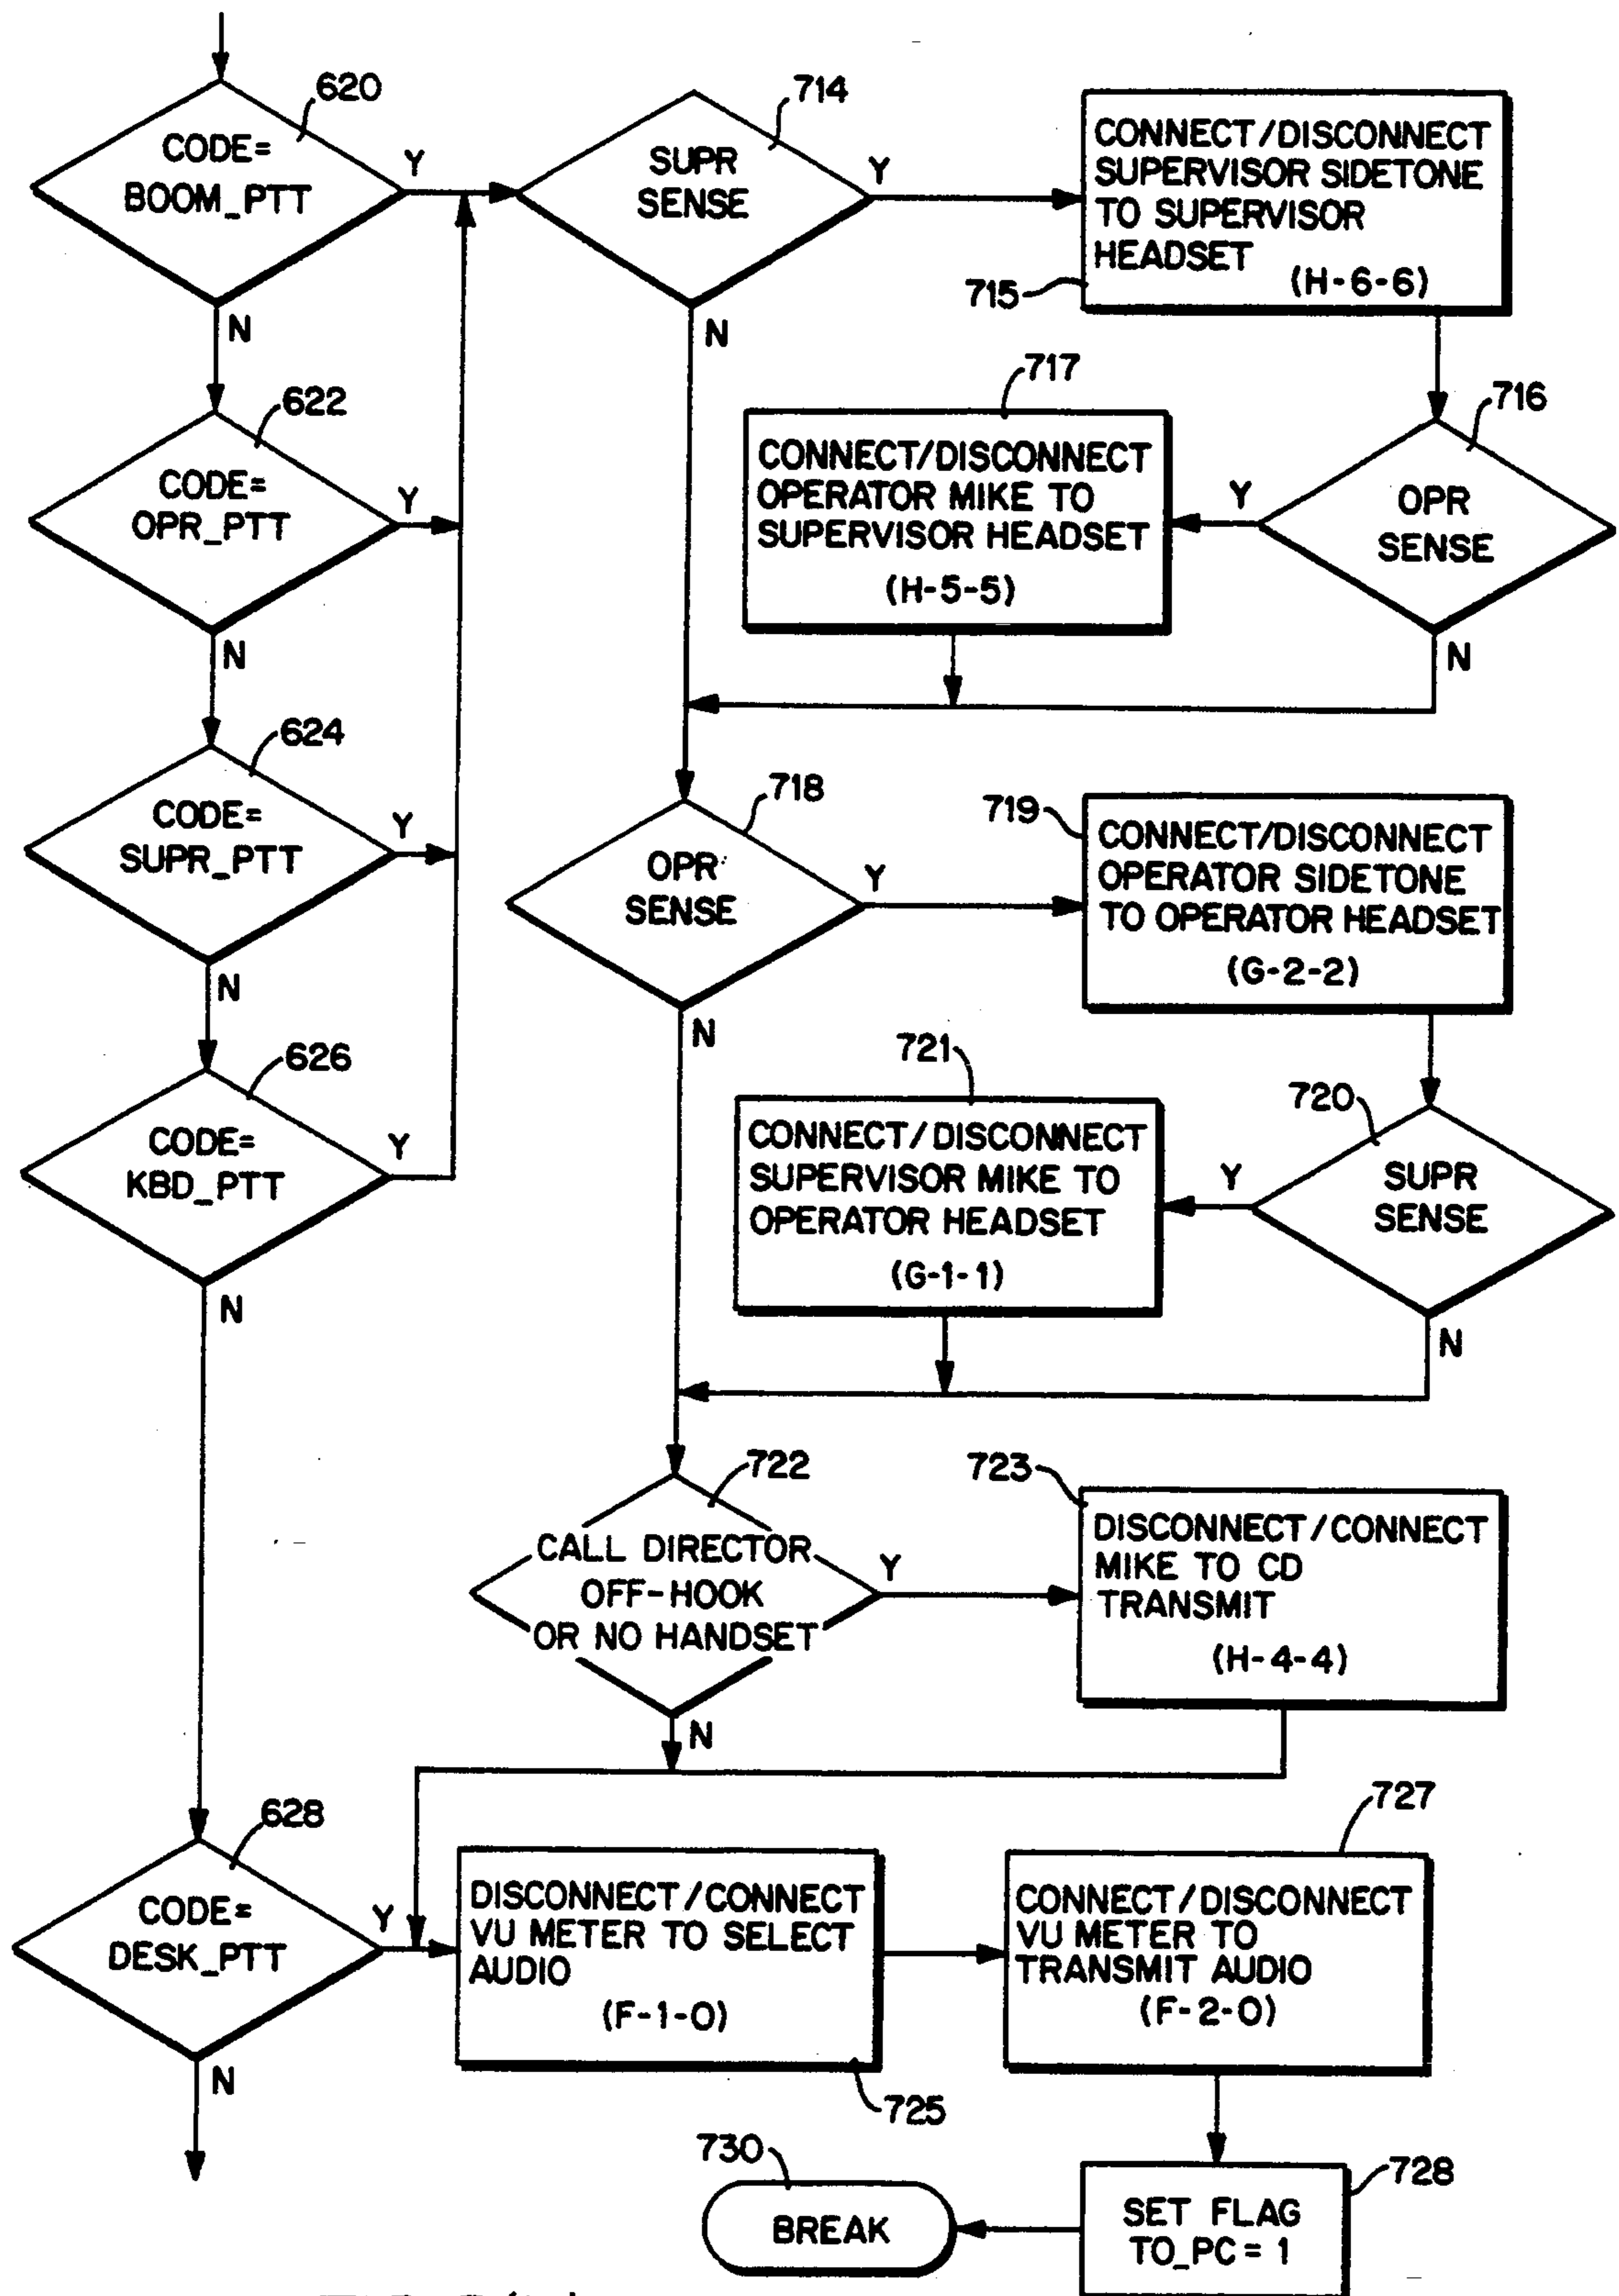 620
CODE=
BOOM_PTT
Y
N
714
SUPR
SENSE
Y
N
CONNECT/DISCONNECT
SUPERVISOR SIDETONE
TO SUPERVISOR
HEADSET
(H-6-6)
715
622
CODE=
OPR_PTT
Y
N
717
CONNECT/DISCONNECT
OPERATOR MIKE TO
SUPERVISOR HEADSET
(H-5-5)
716
OPR
SENSE
Y
N
624
CODE=
SUPR_PTT
Y
N
718
OPR
SENSE
Y
N
719
CONNECT/DISCONNECT
OPERATOR SIDETONE
TO OPERATOR HEADSET
(G-2-2)
626
CODE=
KBD_PTT
Y
N
721
CONNECT/DISCONNECT
SUPERVISOR MIKE TO
OPERATOR HEADSET
(G-1-1)
720
SUPR
SENSE
Y
N
722
CALL DIRECTOR
OFF-HOOK
OR NO HANDSET
Y
N
723
DISCONNECT/CONNECT
MIKE TO CD
TRANSMIT
(H-4-4)
628
CODE=
DESK_PTT
Y
N
DISCONNECT/CONNECT
VU METER TO SELECT
AUDIO
(F-1-0)
725
727
CONNECT/DISCONNECT
VU METER TO
TRANSMIT AUDIO
(F-2-0)
730
BREAK
728
SET FLAG
TO_PC = 1